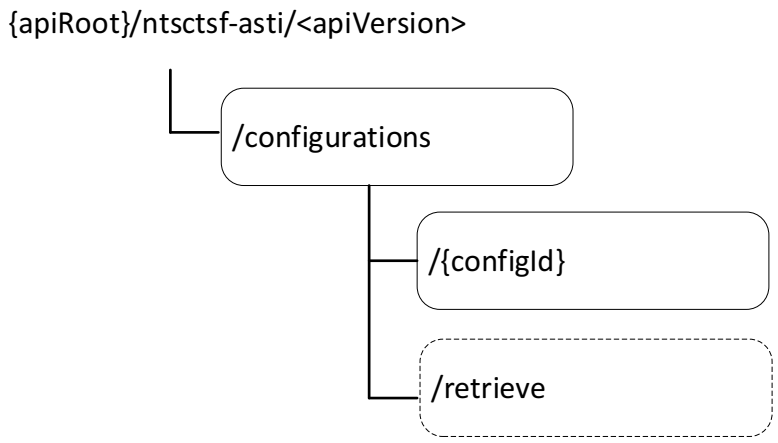 {apiRoot}/ntsctsf-asti/<apiVersion>
/configurations
/{configId}
/retrieve